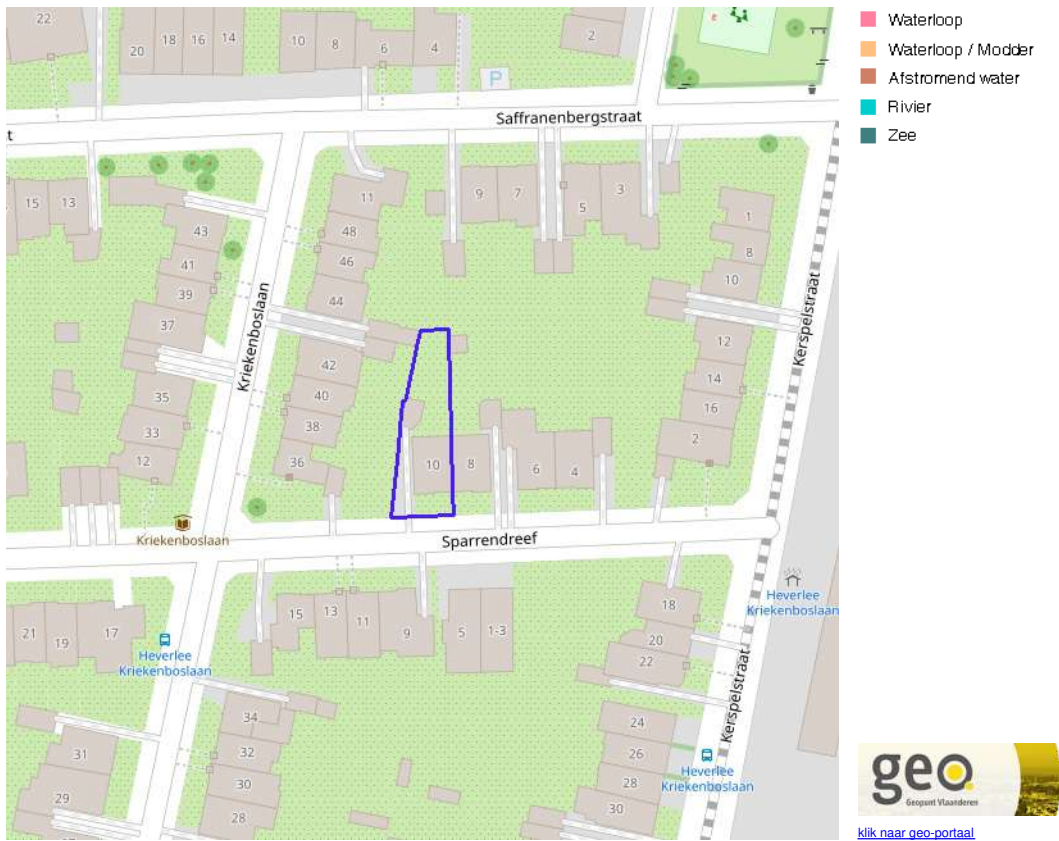 22
20
18
16
14
10
8
6
4
2
P
Saffranenbergstraat
t
15
13
11
9
7
5
3
1
43
41
39
37
35
33
12
48
46
44
42
40
38
36
8
10
12
14
16
2
Kriekenboslaan
Kerspelstraat
10
8
6
4
Kriekenboslaan
Sparrendreef
Heverlee
Kriekenboslaan
21
19
17
Heverlee
Kriekenboslaan
15
13
11
9
5
1-3
18
20
22
Kerspelstraat
34
32
30
28
31
29
24
26
28
30
Heverlee
Kriekenboslaan
Waterloop
Waterloop / Modder
Afstromend water
Rivier
Zee
geo
Geopunt Vlaanderen
klik naar geo-portaal